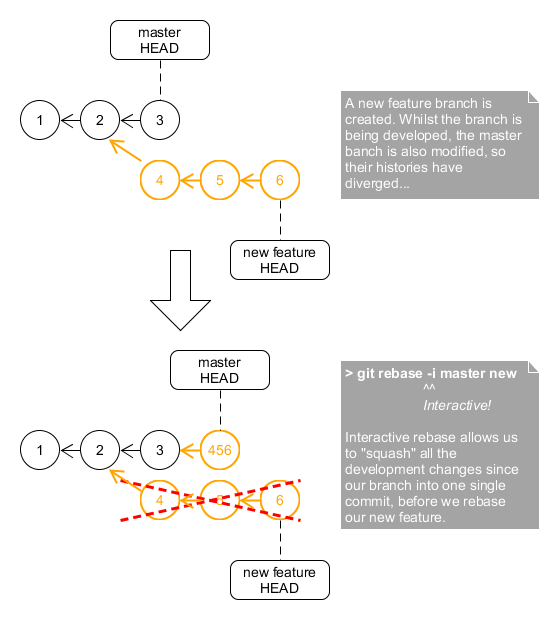 master
HEAD
1 2 3
4 5 6
new feature
HEAD
A new feature branch is
created. Whilst the branch is
being developed, the master
banch is also modified, so
their histories have
diverged...
master
HEAD
1 2 3 456
4 5 6
new feature
HEAD
> git rebase -i master new
^^
Interactive!
Interactive rebase allows us
to "squash" all the
development changes since
our branch into one single
commit, before we rebase
our new feature.